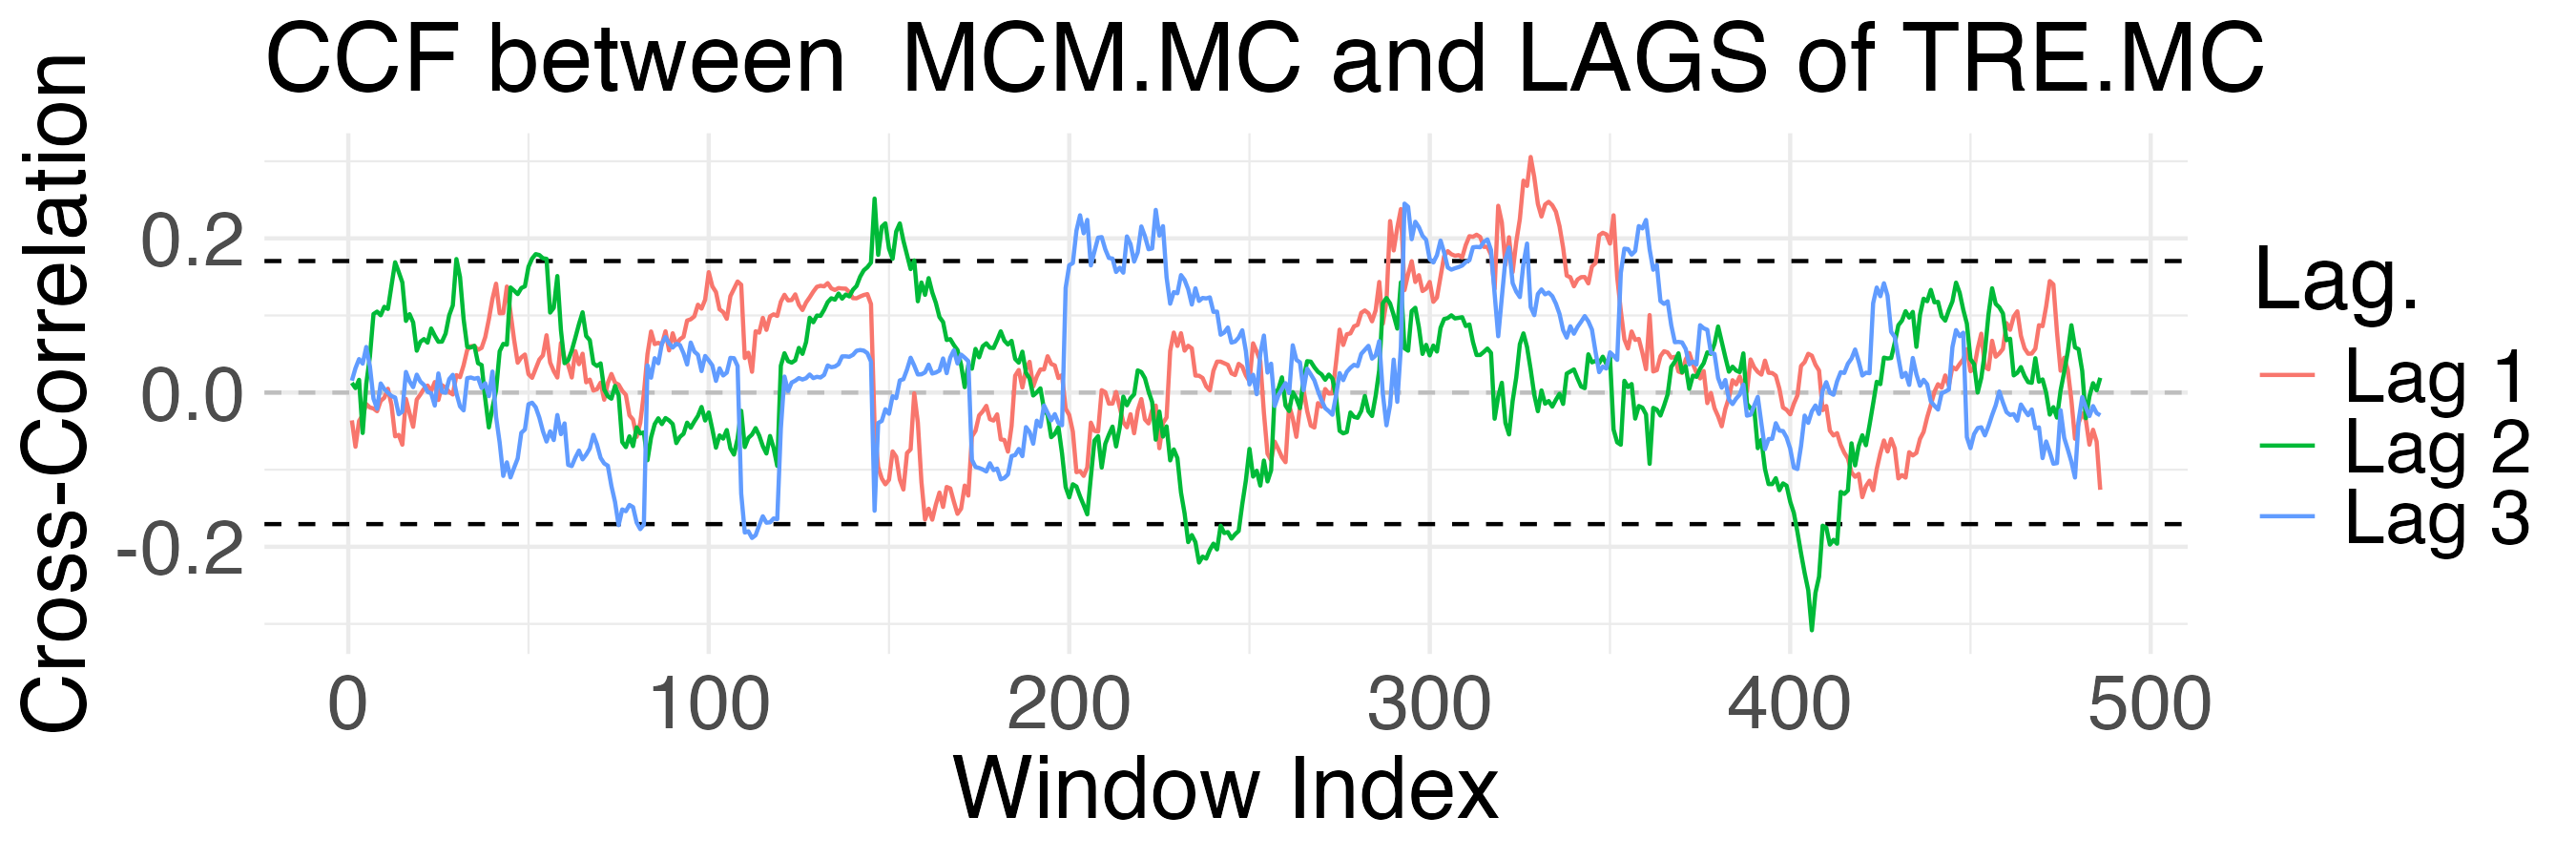 CCF between  MCM.MC and LAGS of TRE.MC
Cross-Correlation
0.2
0.0
-0.2
0
100
200
300
400
500
Window Index
Lag.
Lag 1
Lag 2
Lag 3